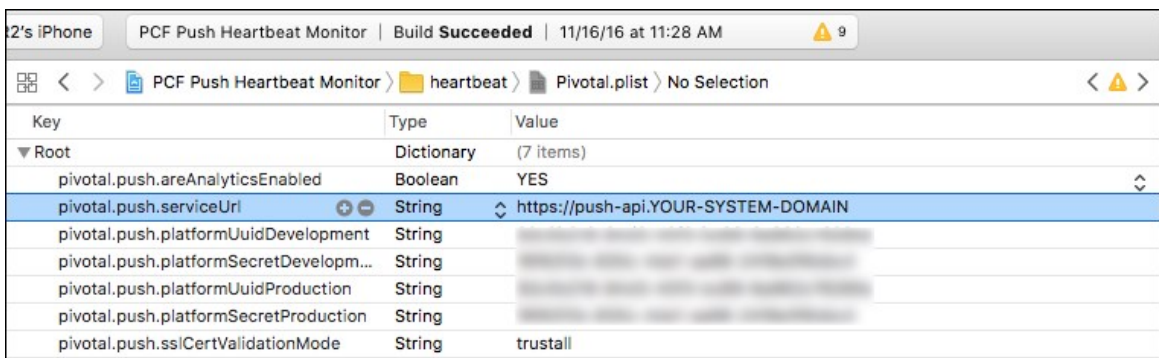 R2's iPhone PCF Push Heartbeat Monitor | Build Succeeded | 11/16/16 at 11:28 AM 9
PCF Push Heartbeat Monitor heartbeat Pivotal.plist No Selection
Key Type Value
Root Dictionary (7 items)
pivotal.push.areAnalyticsEnabled Boolean YES
pivotal.push.serviceUrl String https://push-api.YOUR-SYSTEM-DOMAIN
pivotal.push.platformUuidDevelopment String
pivotal.push.platformSecretDevelopm... String
pivotal.push.platformUuidProduction String
pivotal.push.platformSecretProduction String
pivotal.push.sslCertValidationMode String trustall